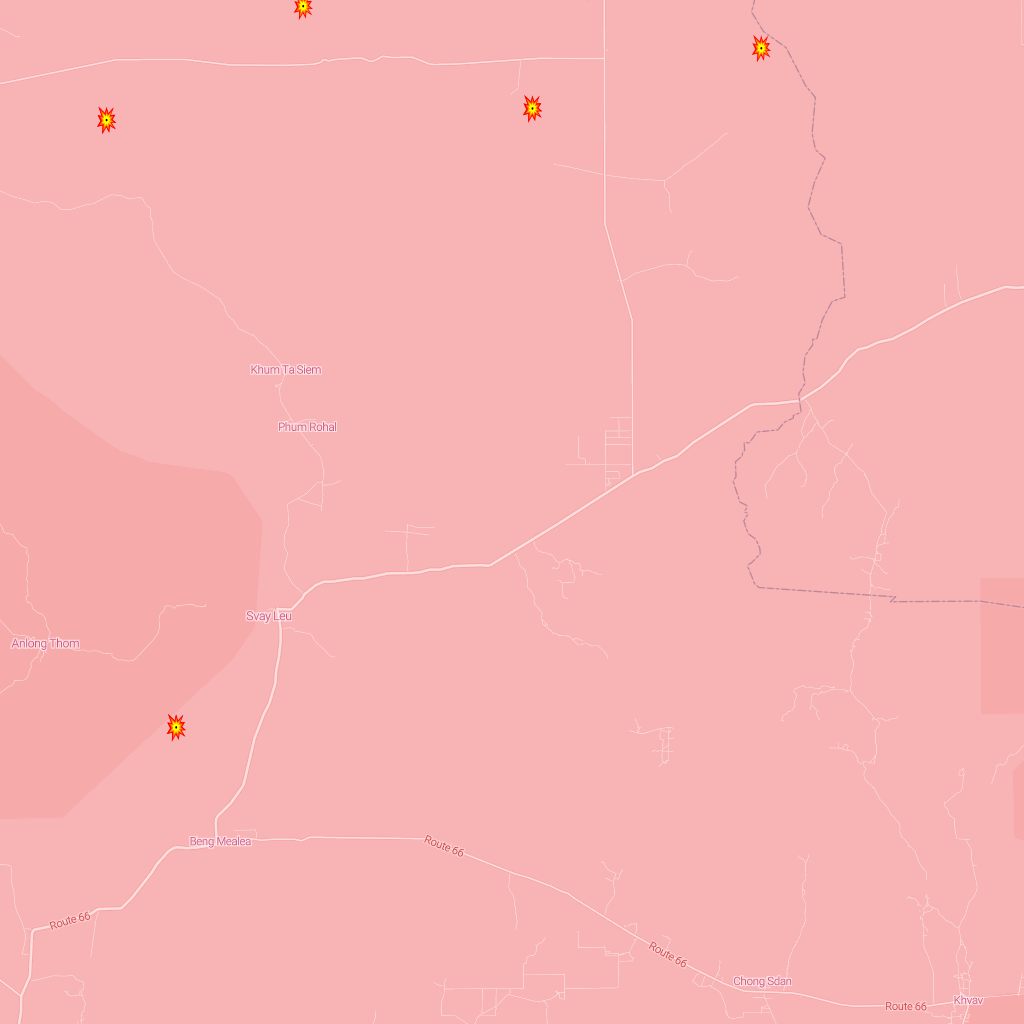 Khum Ta Siem
Phum Rohal
Svay Leu
Anlong Thom
Beng Mealea
Route 66
Route 66
Route 66
Chong Sdan
Khvav
Route 66